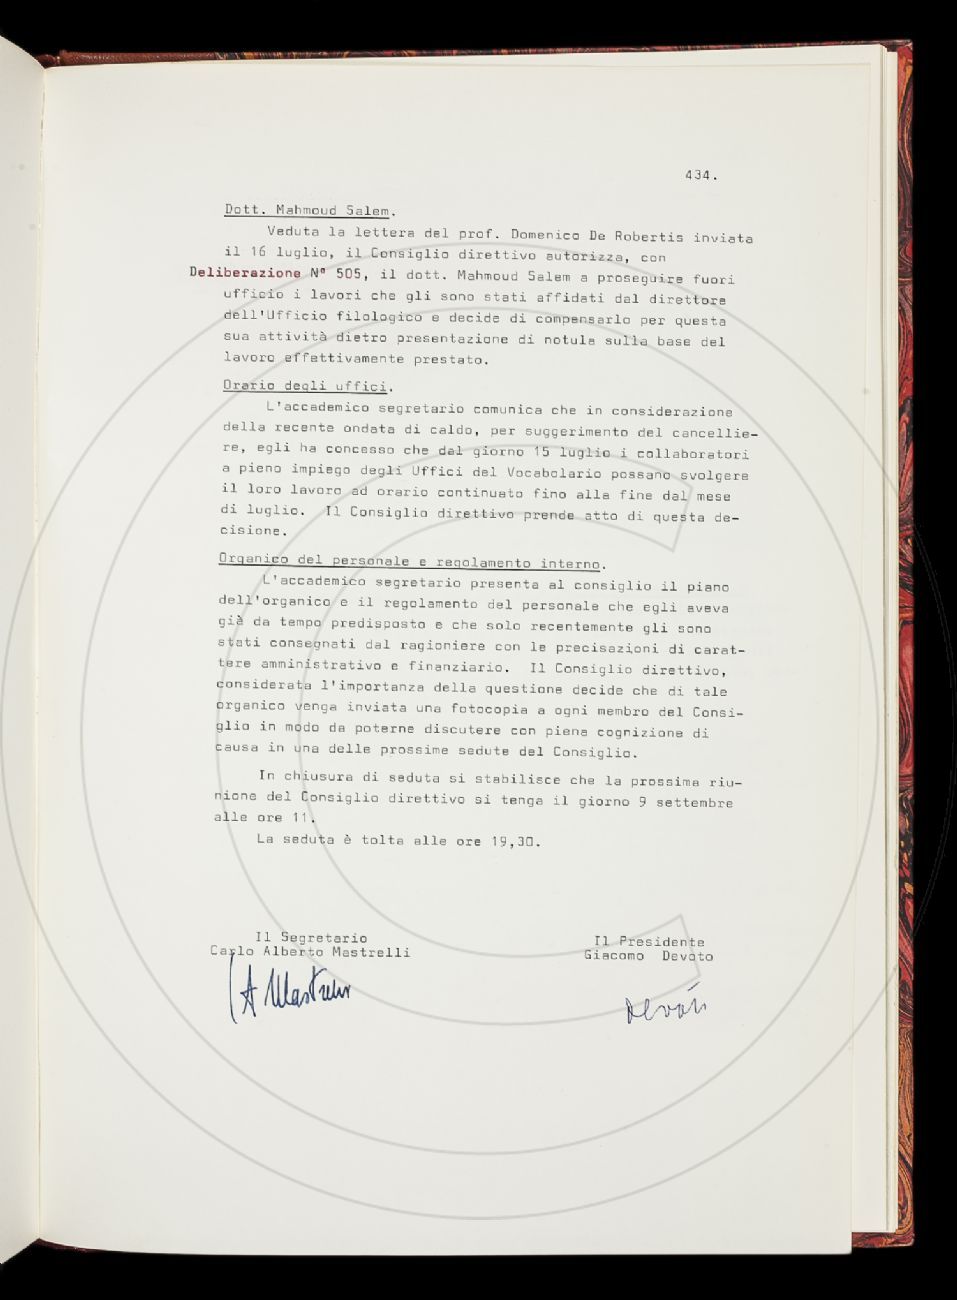 434.
Dott. Mahmoud Salem.
Veduta la lettera del prof. Domenico De Robertis inviata
il 16 luglio, il Consiglio direttivo autorizza, con
Deliberazione Nº 505, il dott. Mahmoud Salem a proseguire fuori
ufficio i lavori che gli sono stati affidati dal direttore
dell'Ufficio filologico e decide di compensarlo per questa
sua attività dietro presentazione di notula sulla base del
lavoro effettivamente prestato.
Orario degli uffici.
L'accademico segretario comunica che in considerazione
della recente ondata di caldo, per suggerimento del cancellie-
re, egli ha concesso che dal giorno 15 luglio i collaboratori
a pieno impiego degli Uffici del Vocabolario possano svolgere
il loro lavoro ad orario continuato fino alla fine del mese
di luglio. Il Consiglio direttivo prende atto di questa de-
cisione.
Organico del personale e regolamento interno.
L'accademico segretario presenta al consiglio il piano
dell'organico e il regolamento del personale che egli aveva
già da tempo predisposto e che solo recentemente gli sono
stati consegnati dal ragioniere con le precisazioni di carat-
tere amministrativo e finanziario. Il Consiglio direttivo,
considerata l'importanza della questione decide che di tale
organico venga inviata una fotocopia a ogni membro del Consi-
glio in modo da poterne discutere con piena cognizione di
causa in una delle prossime sedute del Consiglio.
In chiusura di seduta si stabilisce che la prossima riu-
nione del Consiglio direttivo si tenga il giorno 9 settembre
alle ore 11.
La seduta è tolta alle ore 19,30.
Il Segretario
Carlo Alberto Mastrelli
Il Presidente
Giacomo Devoto
CA Mastrelli
Devoto